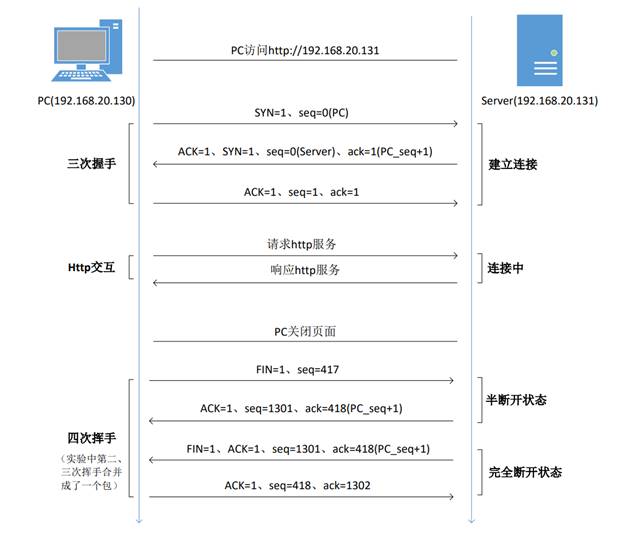 PC访问http://192.168.20.131
PC(192.168.20.130)
Server(192.168.20.131)
SYN=1、seq=0(PC)
ACK=1、SYN=1、seq=0(Server)、ack=1(PC_seq+1)
三次握手
建立连接
ACK=1、seq=1、ack=1
请求http服务
Http交互
连接中
响应http服务
PC关闭页面
FIN=1、seq=417
半断开状态
ACK=1、seq=1301、ack=418(PC_seq+1)
四次挥手
（实验中第二、
三次挥手合并
成了一个包）
FIN=1、ACK=1、seq=1301、ack=418(PC_seq+1)
完全断开状态
ACK=1、seq=418、ack=1302